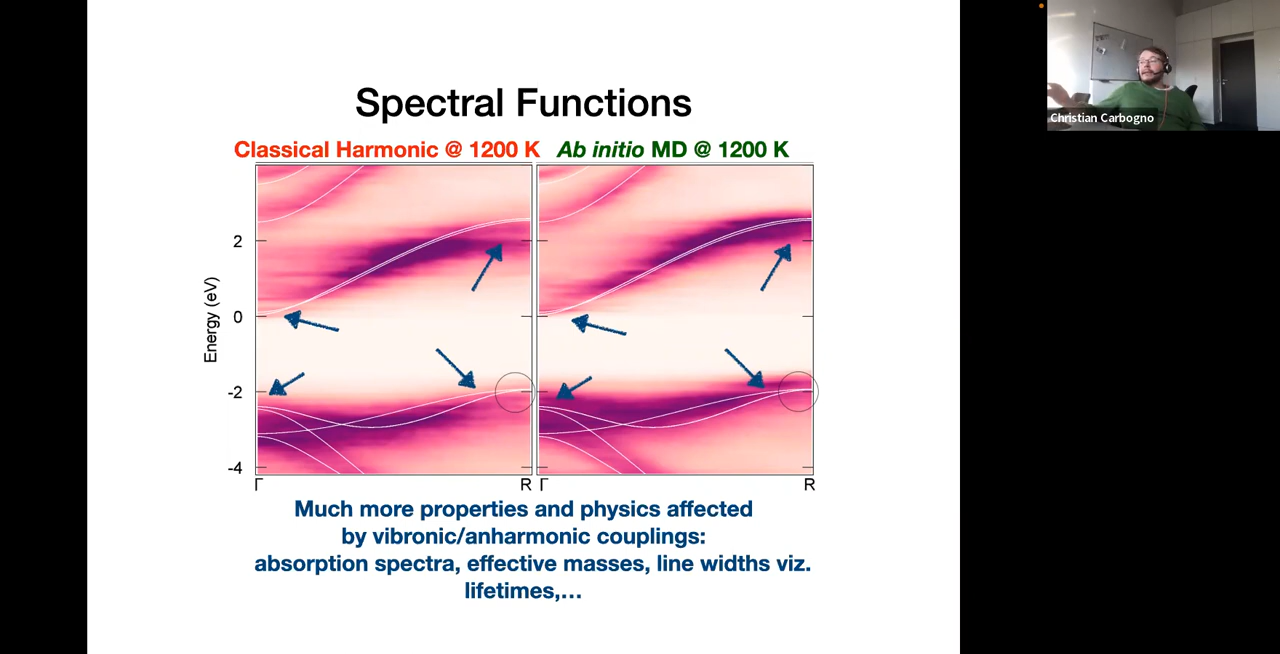 Spectral Functions
Classical Harmonic @ 1200 K
Ab initio MD @ 1200 K
Energy (eV)
2
0
-2
-4
Γ
R
Γ
R
Much more properties and physics affected
by vibronic/anharmonic couplings:
absorption spectra, effective masses, line widths viz.
lifetimes,…
Christian Carbogno